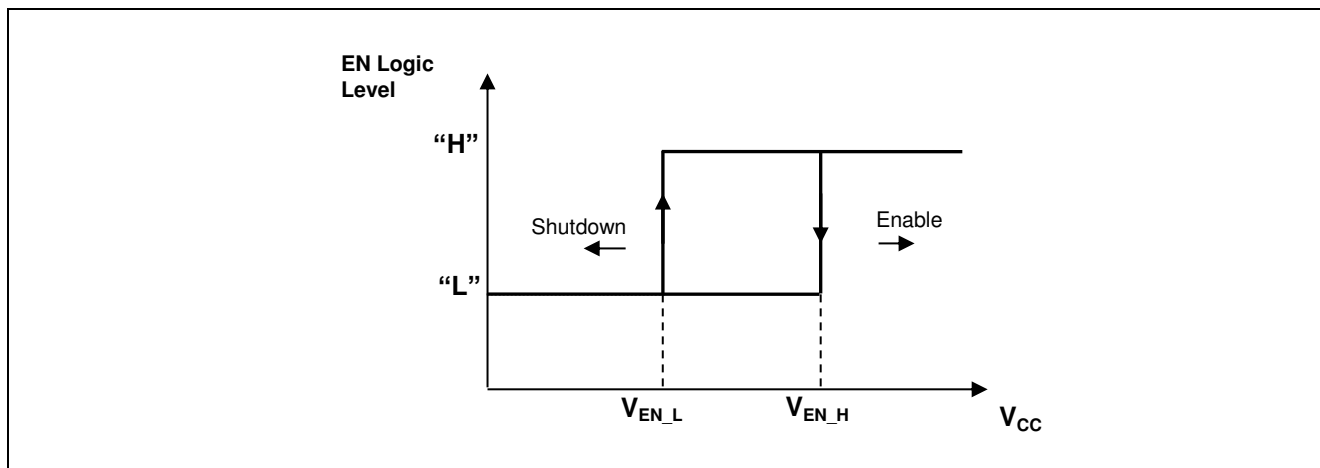 EN Logic
Level
“H”
Shutdown
Enable
“L”
VEN_L
VEN_H
VCC